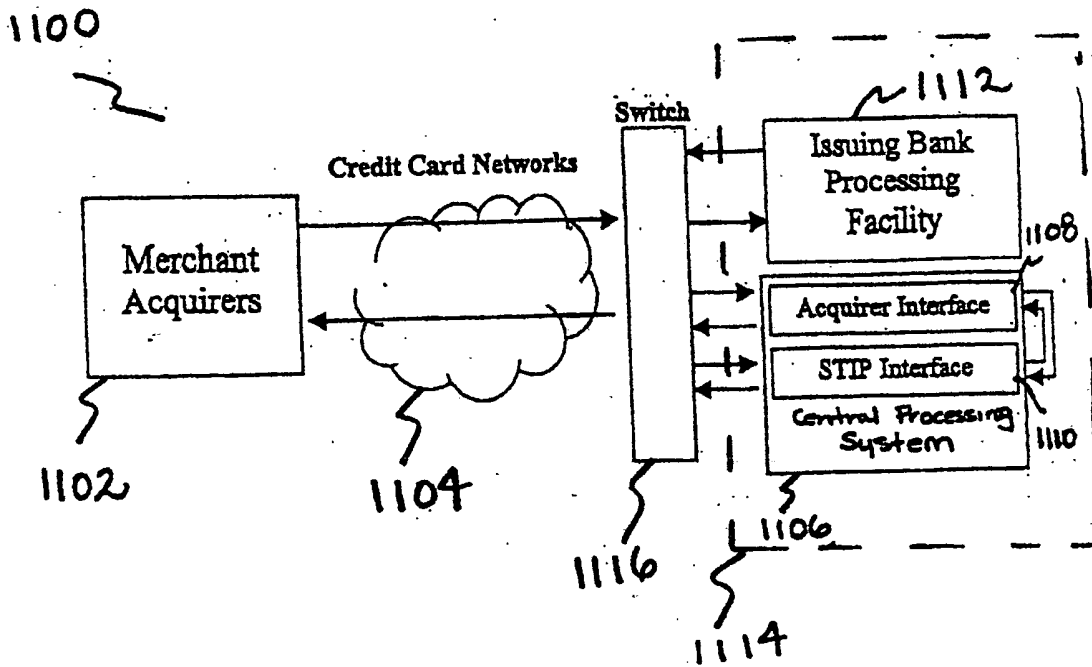 1100
1112
Switch
Issuing Bank
Processing
Facility
Credit Card Networks
1108
Merchant
Acquirers
Acquirer Interface
STIP Interface
Central Processing
System
1110
1102
1104
1106
1116
1114